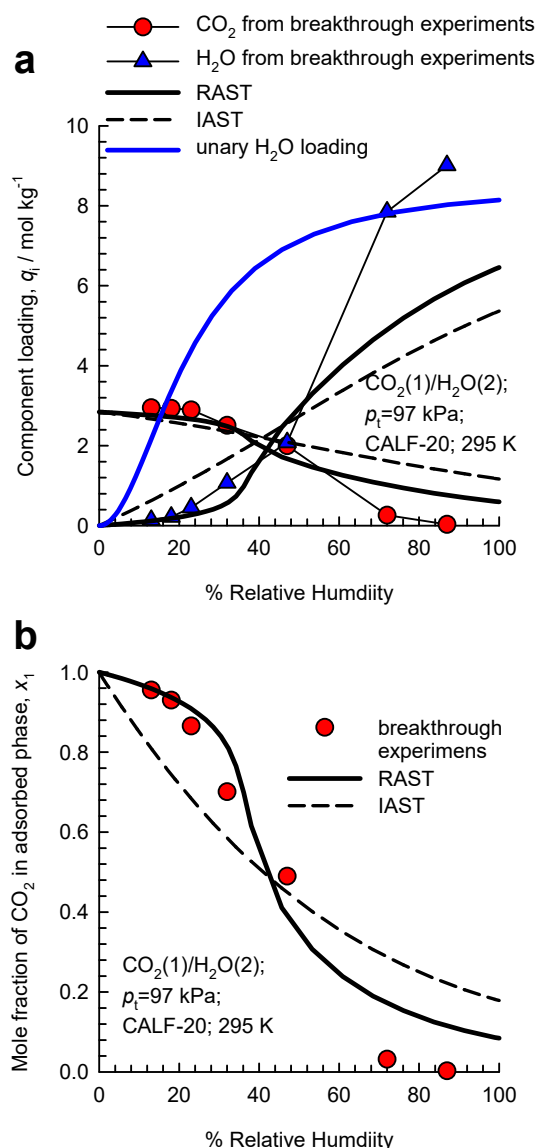 a
CO₂ from breakthrough experiments
H₂O from breakthrough experiments
RAST
IAST
unary H₂O loading
10
8
6
4
2
0
Component loading, qᵢ / mol kg⁻¹
CO₂(1)/H₂O(2);
pₜ=97 kPa;
CALF-20; 295 K
0 20 40 60 80 100
% Relative Humdiity
b
1.0
0.8
0.6
0.4
0.2
0.0
Mole fraction of CO₂ in adsorbed phase, x₁
breakthrough
experimens
RAST
IAST
CO₂(1)/H₂O(2);
pₜ=97 kPa;
CALF-20; 295 K
0 20 40 60 80 100
% Relative Humdiity